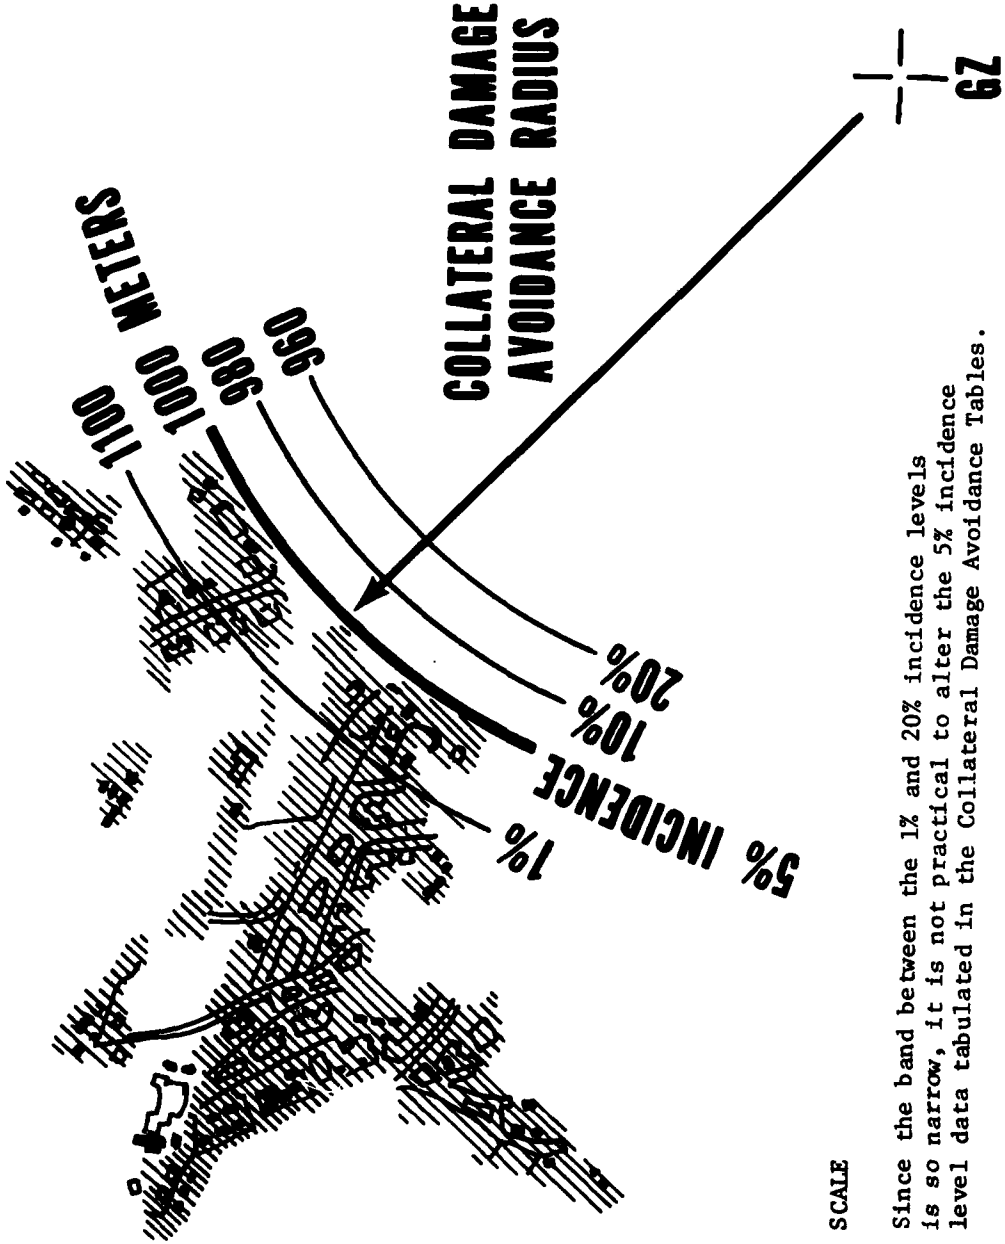 1100
1000 METERS
980
960
COLLATERAL DAMAGE
AVOIDANCE RADIUS
GZ
1%
5% INCIDENCE
10%
20%
SCALE
Since the band between the 1% and 20% incidence levels
is so narrow, it is not practical to alter the 5% incidence
level data tabulated in the Collateral Damage Avoidance Tables.